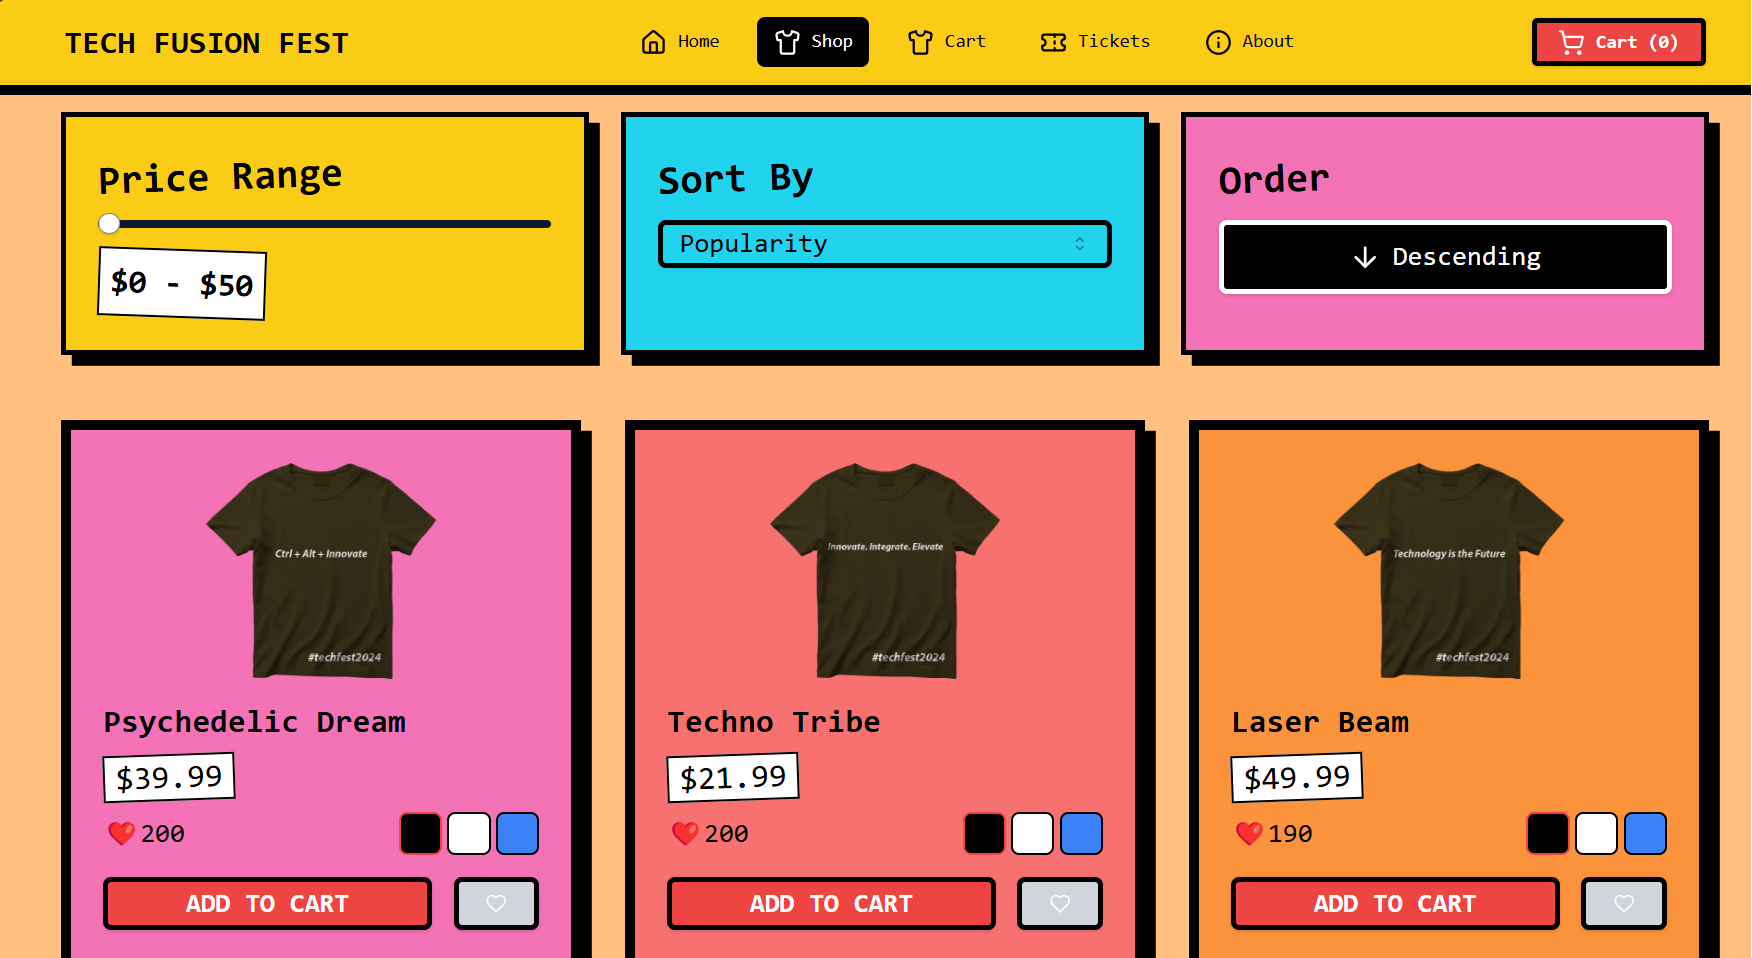 TECH FUSION FEST
Home
Shop
Cart
Tickets
About
Cart (0)
Price Range
$0 - $50
Sort By
Popularity
Order
Descending
Ctrl + Alt + Innovate
#techfest2024
Psychedelic Dream
$39.99
200
ADD TO CART
Innovate. Integrate. Elevate
#techfest2024
Techno Tribe
$21.99
200
ADD TO CART
Technology is the Future
#techfest2024
Laser Beam
$49.99
190
ADD TO CART